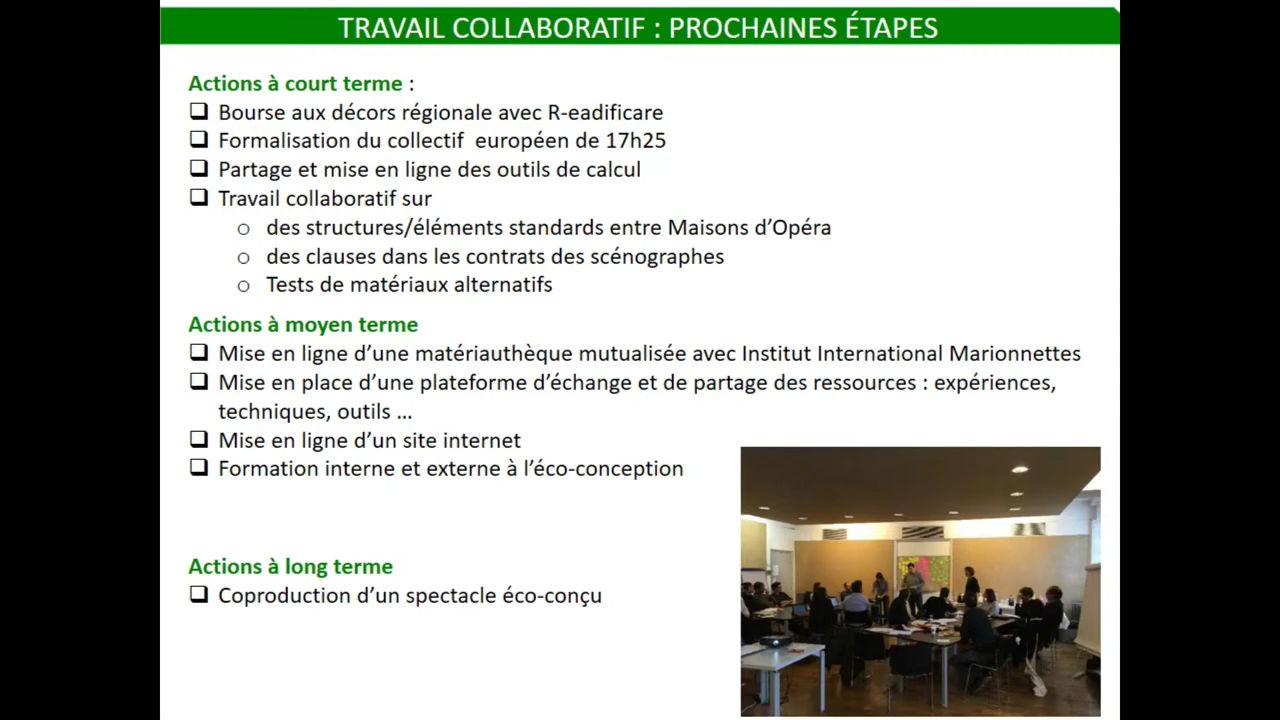 TRAVAIL COLLABORATIF : PROCHAINES ÉTAPES
Actions à court terme :
❑ Bourse aux décors régionale avec R-eadificare
❑ Formalisation du collectif européen de 17h25
❑ Partage et mise en ligne des outils de calcul
❑ Travail collaboratif sur
o des structures/éléments standards entre Maisons d’Opéra
o des clauses dans les contrats des scénographes
o Tests de matériaux alternatifs
Actions à moyen terme
❑ Mise en ligne d’une matériauthèque mutualisée avec Institut International Marionnettes
❑ Mise en place d’une plateforme d’échange et de partage des ressources : expériences,
techniques, outils ...
❑ Mise en ligne d’un site internet
❑ Formation interne et externe à l’éco-conception
Actions à long terme
❑ Coproduction d’un spectacle éco-conçu